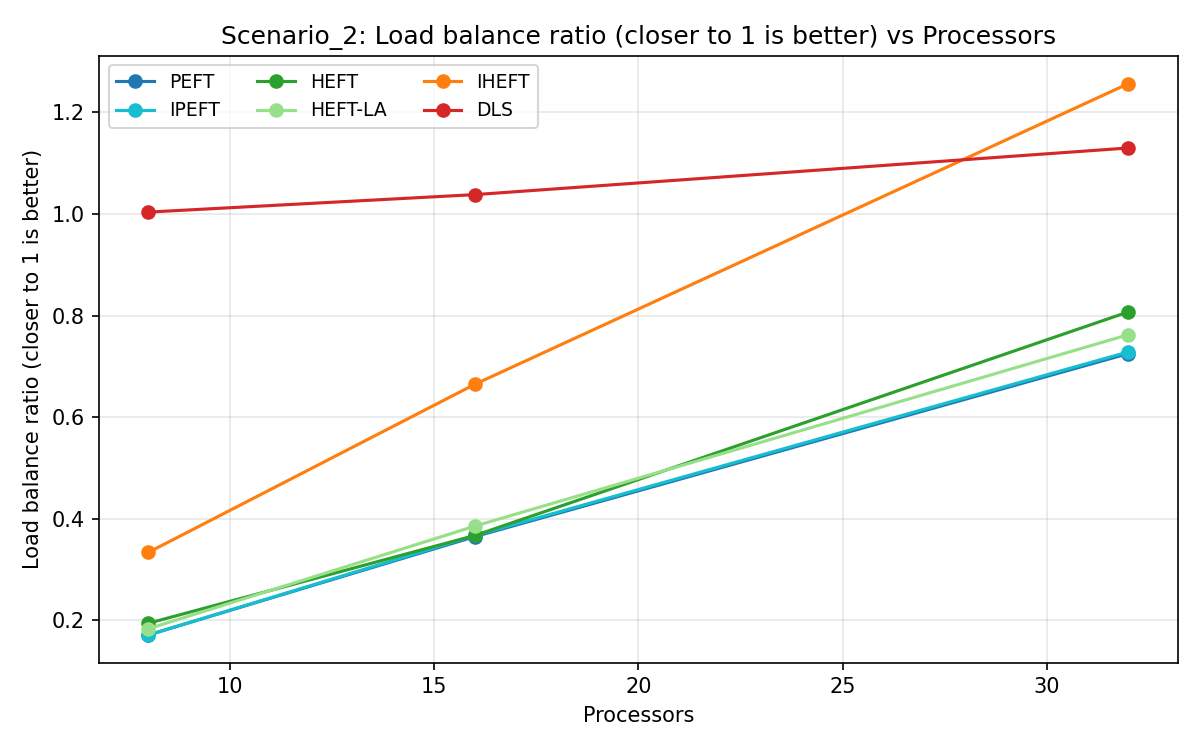 Scenario_2: Load balance ratio (closer to 1 is better) vs Processors
PEFT HEFT IHEFT
IPEFT HEFT-LA DLS
Load balance ratio (closer to 1 is better)
1.2
1.0
0.8
0.6
0.4
0.2
10 15 20 25 30
Processors